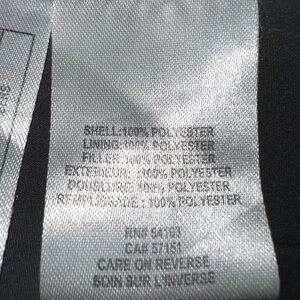 SHELL:100% POLYESTER
LINING:100% POLYESTER
FILLER:100% POLYESTER
EXTERIEUR: 100% POLYESTER
DOUBLURE: 100% POLYESTER
REMPLISSADE: 100% POLYESTER
RN# 54163
CA# 57151
CARE ON REVERSE
SOIN SUR L'INVERSE